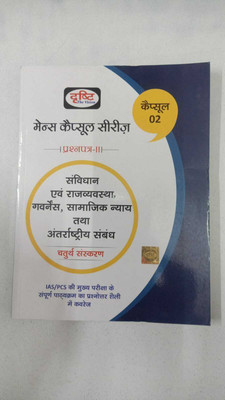 दृष्टि
मेन्स कैप्सूल सीरीज़
कैप्सूल
02
(प्रश्नपत्र-II)
संविधान
एवं राजव्यवस्था,
गवर्नेंस, सामाजिक न्याय
तथा
अंतर्राष्ट्रीय संबंध
चतुर्थ संस्करण
IAS/PCS की मुख्य परीक्षा के
संपूर्ण पाठ्यक्रम का प्रश्नोत्तर शैली
में कवरेज